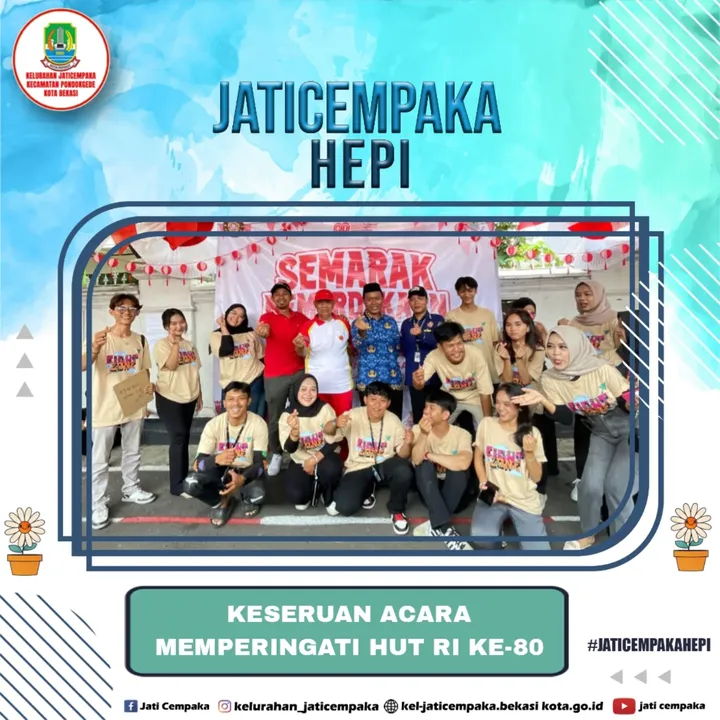 KELURAHAN JATICEMPAKA
KECAMATAN PONDOKGEDE
KOTA BEKASI
JATICEMPAKA
HEPI
SEMARAK
KESERUAN ACARA
MEMPERINGATI HUT RI KE-80
#JATICEMPAKAHEPI
Jati Cempaka
kelurahan_jaticempaka
kel-jaticempaka.bekasi kota.go.id
jati cempaka